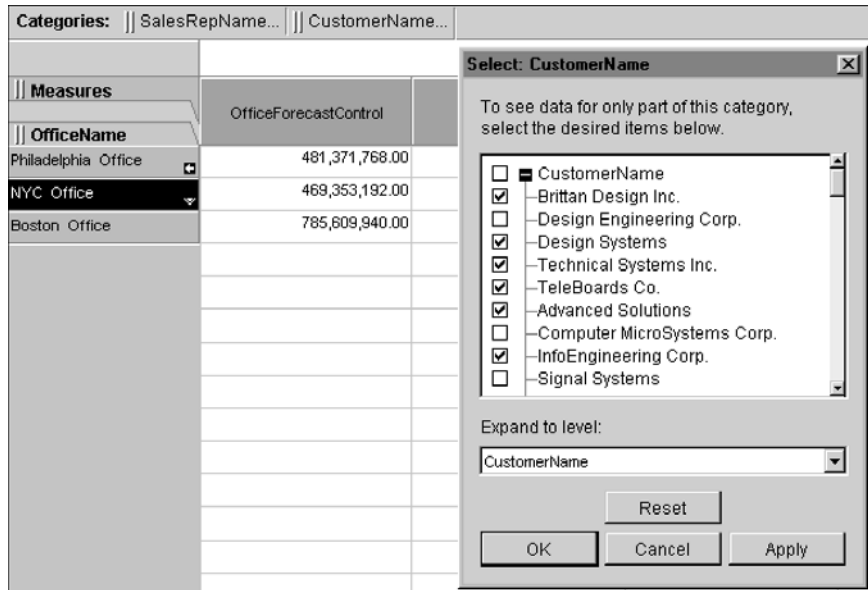 Categories: SalesRepName... CustomerName...
Measures
OfficeName
OfficeForecastControl
Philadelphia Office 481,371,768.00
NYC Office 469,353,192.00
Boston Office 785,609,940.00
Select: CustomerName
To see data for only part of this category,
select the desired items below.
CustomerName
Brittan Design Inc.
Design Engineering Corp.
Design Systems
Technical Systems Inc.
TeleBoards Co.
Advanced Solutions
Computer MicroSystems Corp.
InfoEngineering Corp.
Signal Systems
Expand to level:
CustomerName
Reset
OK Cancel Apply